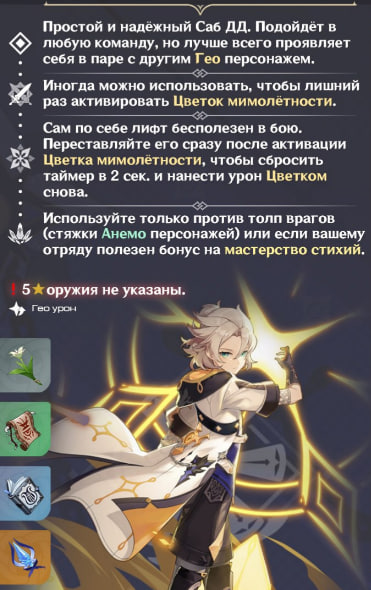 Простой и надёжный Саб ДД. Подойдёт в
любую команду, но лучше всего проявляет
себя в паре с другим Гео персонажем.
Иногда можно использовать, чтобы лишний
раз активировать Цветок мимолётности.
Сам по себе лифт бесполезен в бою.
Переставляйте его сразу после активации
Цветка мимолётности, чтобы сбросить
таймер в 2 сек. и нанести урон Цветком
снова.
Используйте только против толп врагов
(стяжки Анемо персонажей) или если вашему
отряду полезен бонус на мастерство стихий.
! 5★оружия не указаны.
Гео урон